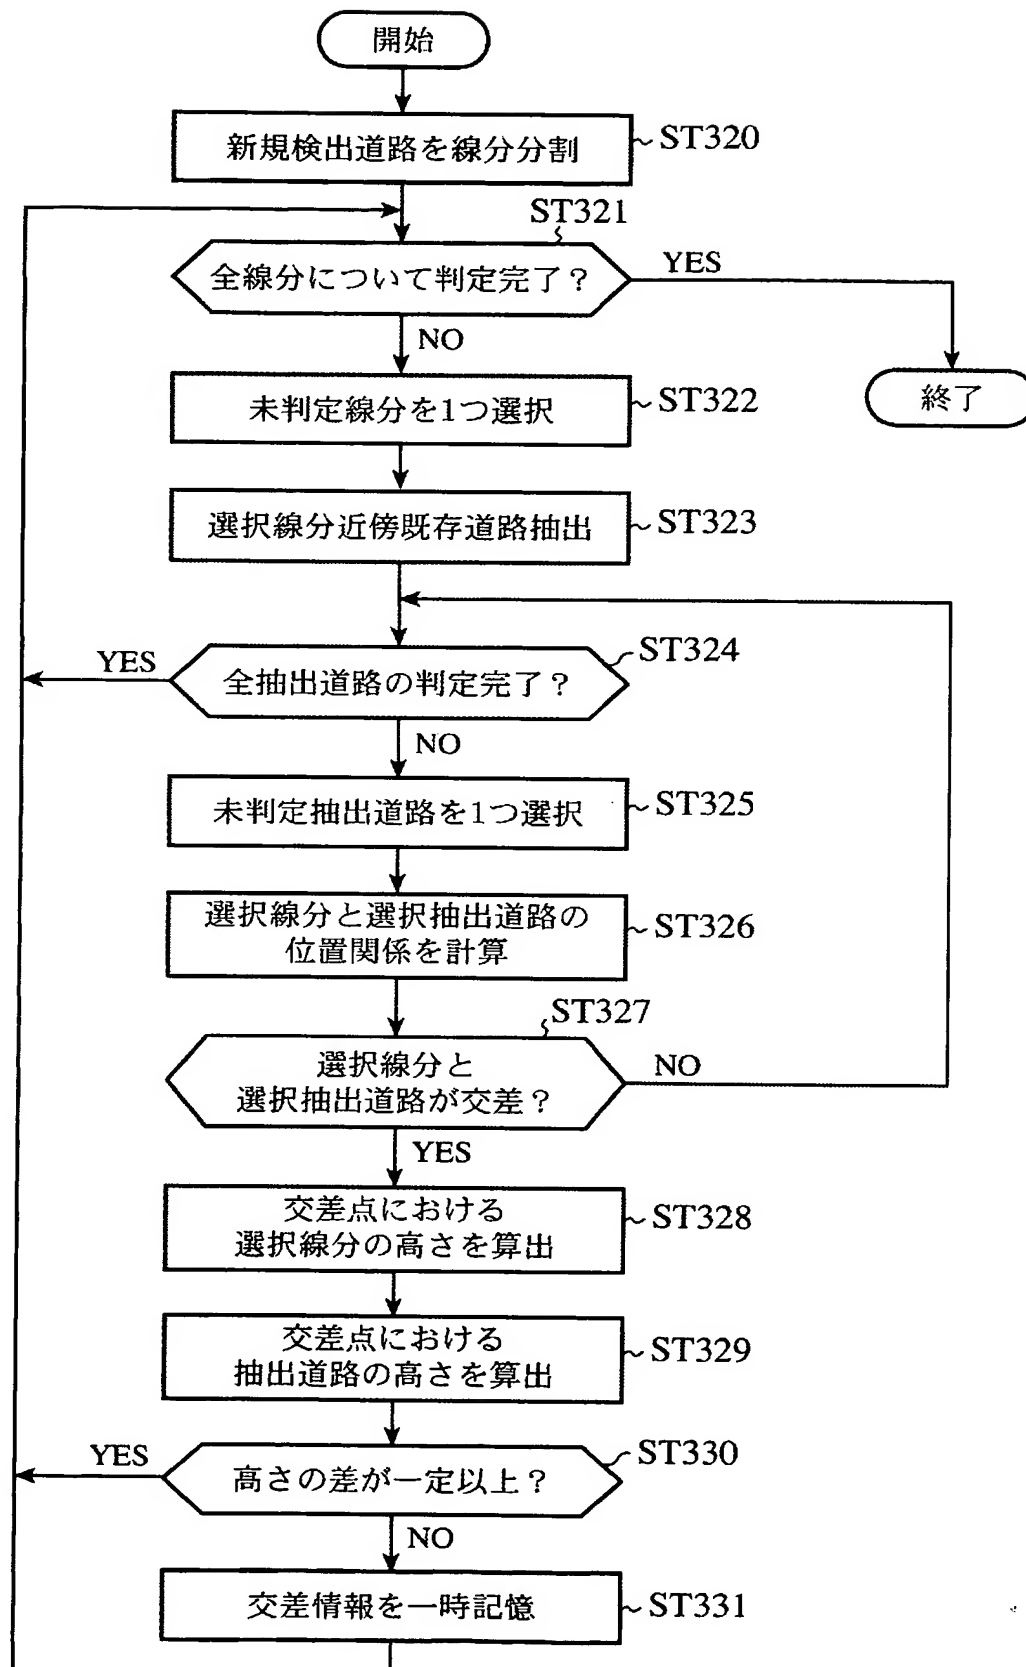 開始
新規検出道路を線分分割
ST320
ST321
全線分について判定完了？
YES
NO
終了
未判定線分を1つ選択
ST322
選択線分近傍既存道路抽出
ST323
ST324
YES
全抽出道路の判定完了？
NO
未判定抽出道路を1つ選択
ST325
選択線分と選択抽出道路の
位置関係を計算
ST326
ST327
選択線分と
選択抽出道路が交差？
NO
YES
交差点における
選択線分の高さを算出
ST328
交差点における
抽出道路の高さを算出
ST329
YES
高さの差が一定以上？
ST330
NO
交差情報を一時記憶
ST331